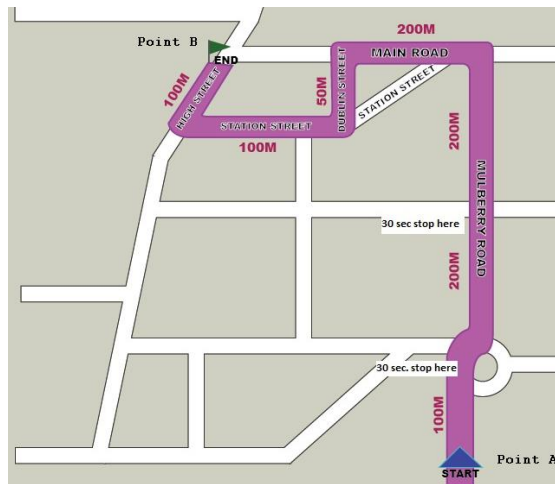 200M
Point B
MAIN ROAD
END
100M
HIGH STREET
50M
DUBLIN STREET
STATION STREET
200M
STATION STREET
100M
MULBERRY ROAD
30 sec stop here
200M
30 sec. stop here
100M
Point A
START